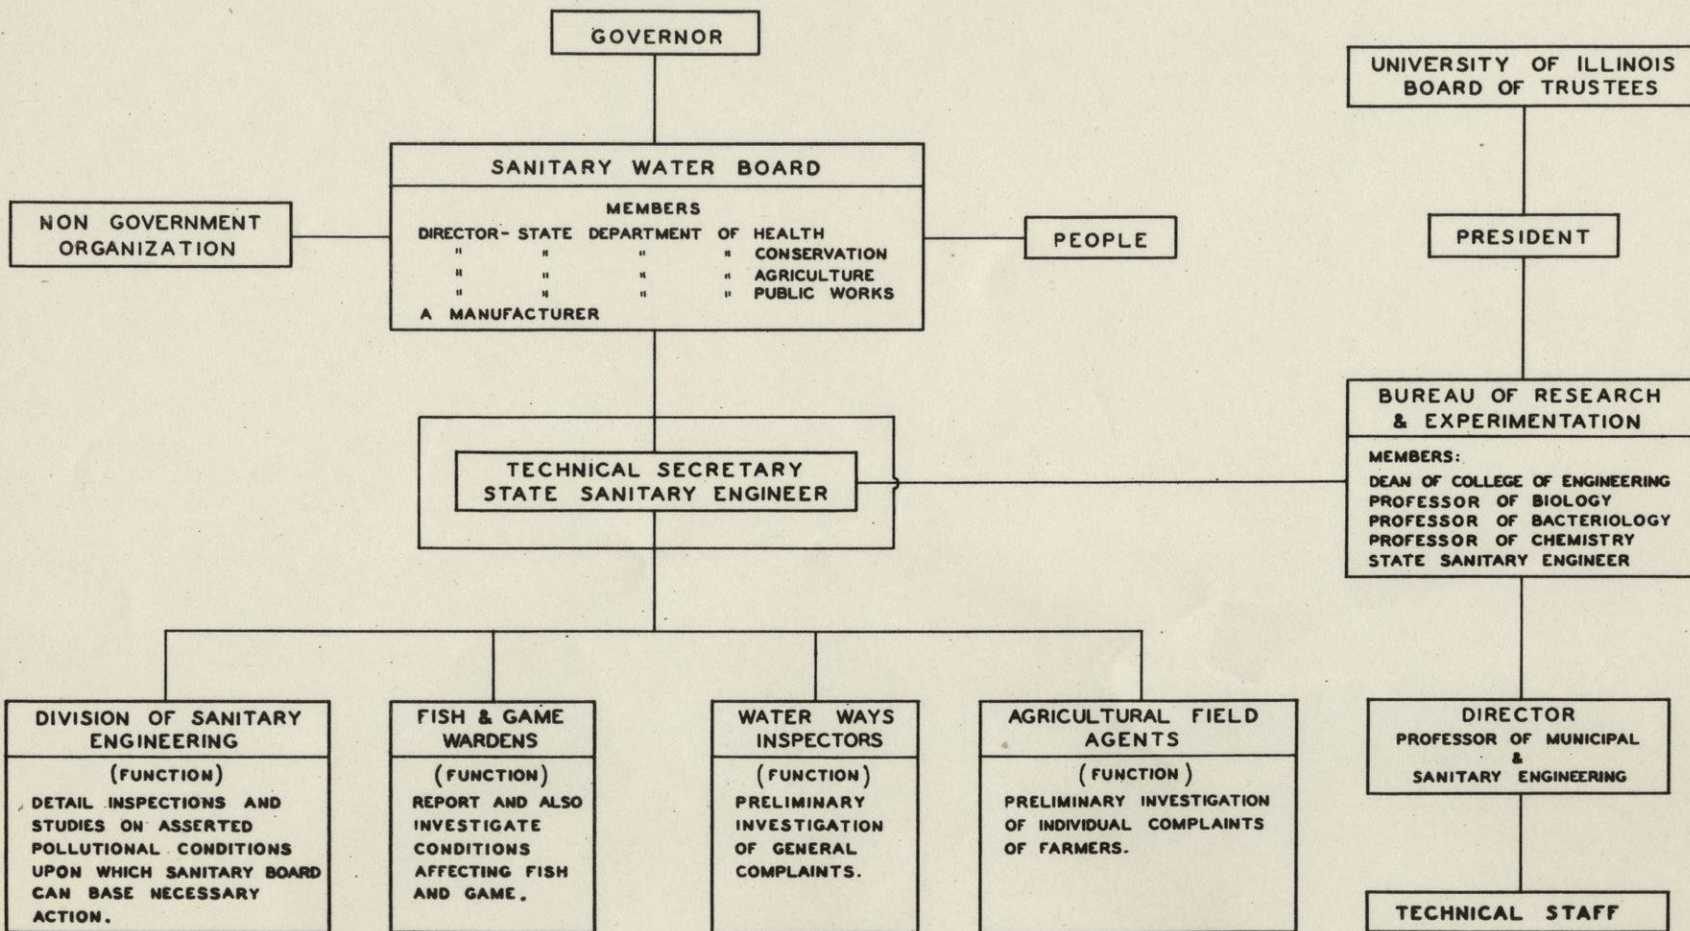 GOVERNOR
UNIVERSITY OF ILLINOIS
BOARD OF TRUSTEES
SANITARY WATER BOARD
MEMBERS
DIRECTOR- STATE DEPARTMENT OF HEALTH
" " " " CONSERVATION
" " " " AGRICULTURE
" " " " PUBLIC WORKS
A MANUFACTURER
NON GOVERNMENT
ORGANIZATION
PEOPLE
PRESIDENT
TECHNICAL SECRETARY
STATE SANITARY ENGINEER
BUREAU OF RESEARCH
& EXPERIMENTATION
MEMBERS:
DEAN OF COLLEGE OF ENGINEERING
PROFESSOR OF BIOLOGY
PROFESSOR OF BACTERIOLOGY
PROFESSOR OF CHEMISTRY
STATE SANITARY ENGINEER
DIVISION OF SANITARY
ENGINEERING
(FUNCTION)
DETAIL INSPECTIONS AND
STUDIES ON ASSERTED
POLLUTIONAL CONDITIONS
UPON WHICH SANITARY BOARD
CAN BASE NECESSARY
ACTION.
FISH & GAME
WARDENS
(FUNCTION)
REPORT AND ALSO
INVESTIGATE
CONDITIONS
AFFECTING FISH
AND GAME.
WATER WAYS
INSPECTORS
(FUNCTION)
PRELIMINARY
INVESTIGATION
OF GENERAL
COMPLAINTS.
AGRICULTURAL FIELD
AGENTS
(FUNCTION)
PRELIMINARY INVESTIGATION
OF INDIVIDUAL COMPLAINTS
OF FARMERS.
DIRECTOR
PROFESSOR OF MUNICIPAL
&
SANITARY ENGINEERING
TECHNICAL STAFF